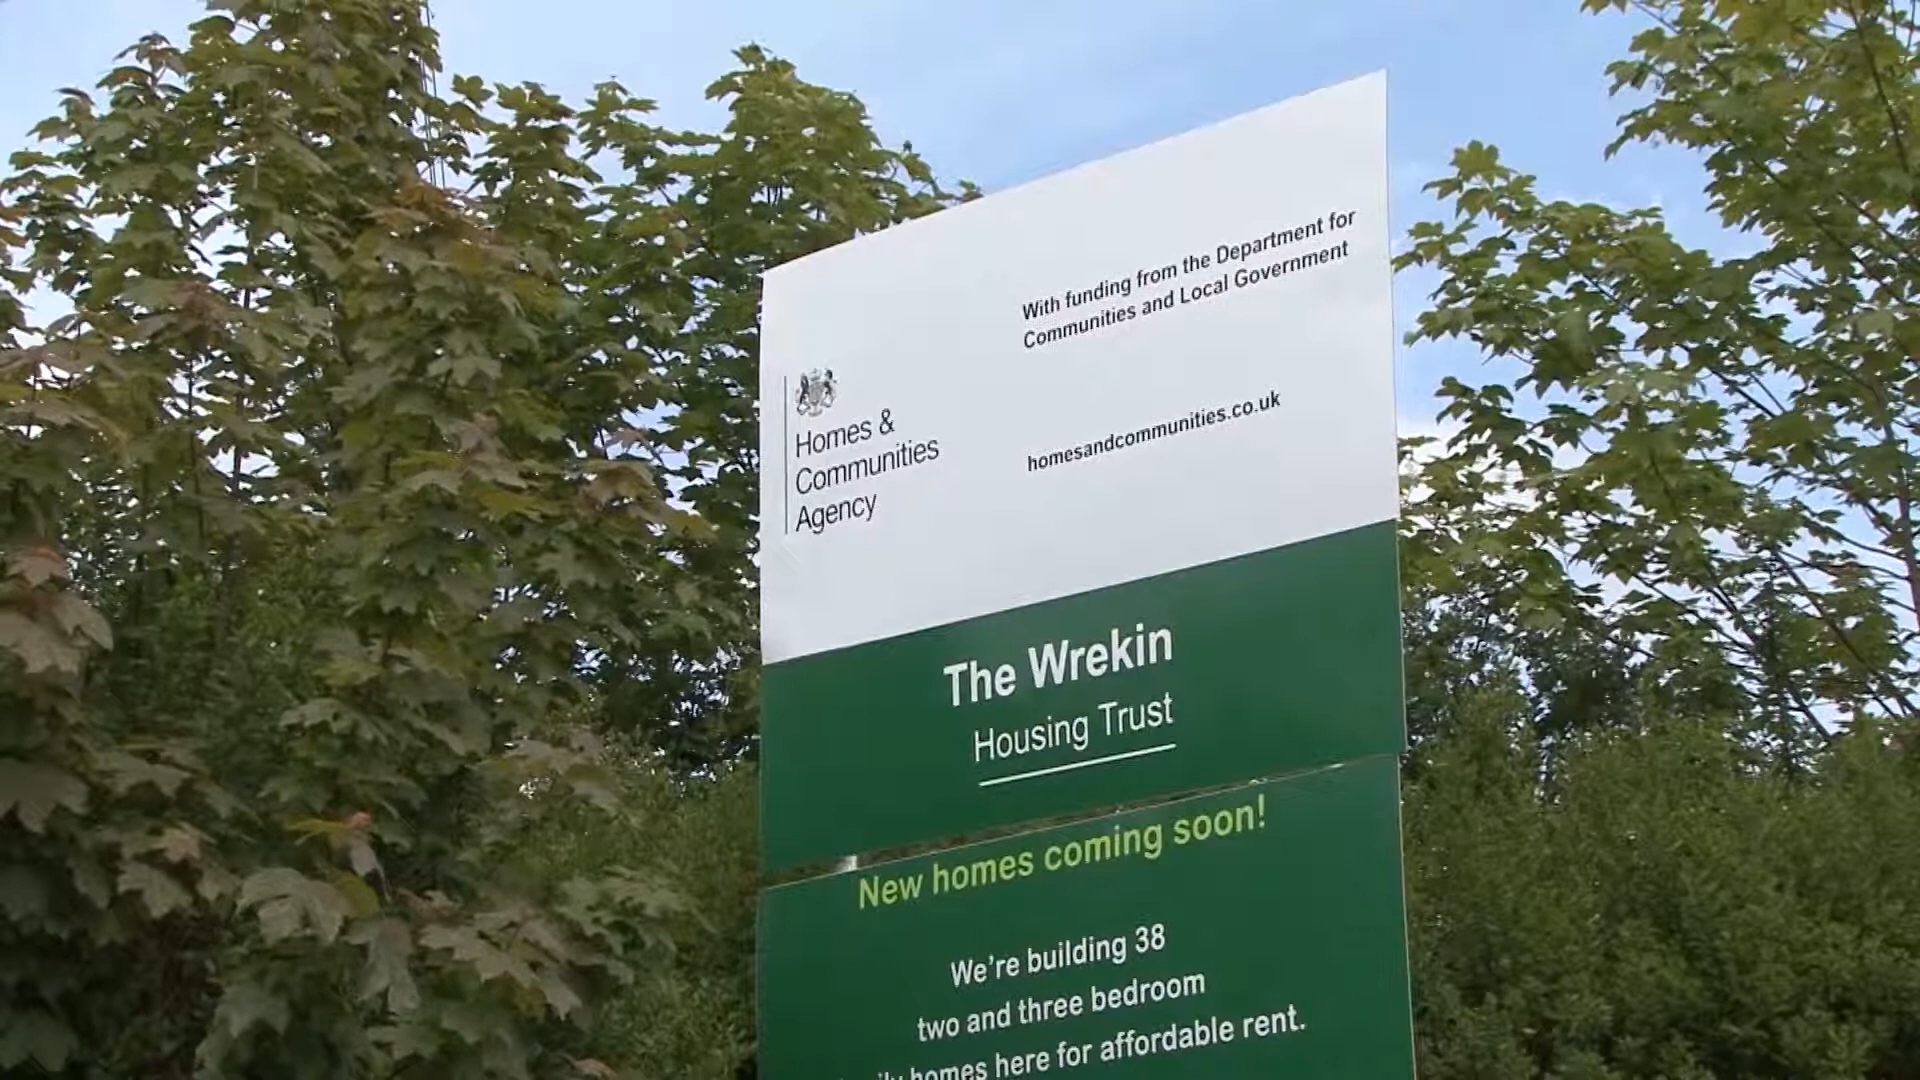 With funding from the Department for
Communities and Local Government
Homes &
Communities
Agency
homesandcommunities.co.uk
The Wrekin
Housing Trust
New homes coming soon!
We're building 38
two and three bedroom
homes here for affordable rent.